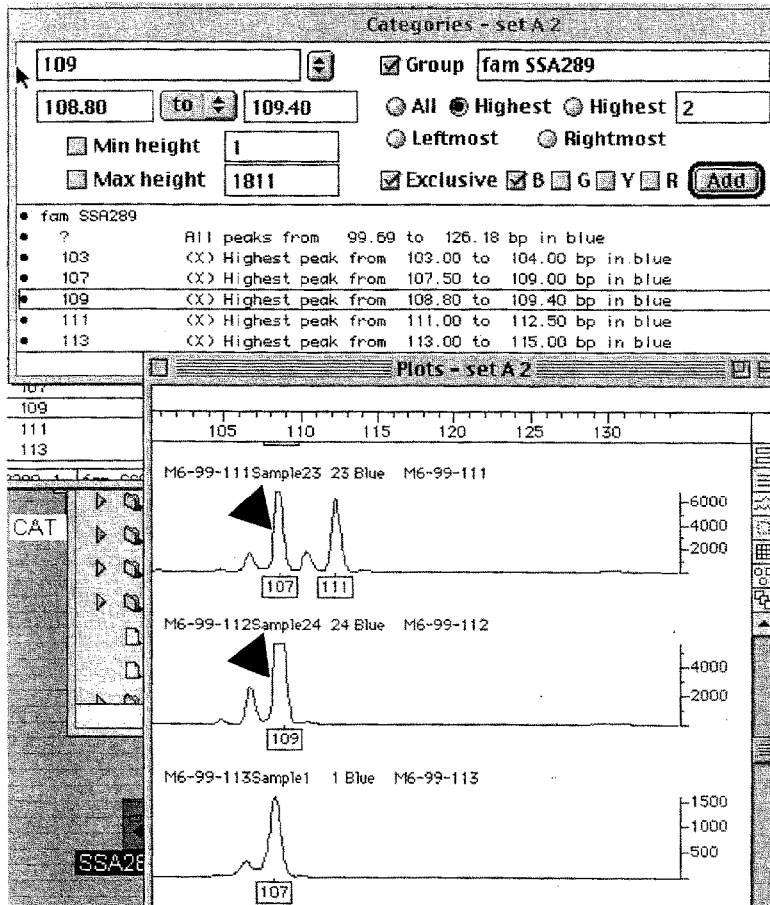 Categories - set A 2
109 Group fam SSA289
108.80 to 109.40 All Highest Highest 2
Leftmost Rightmost
Min height 1
Max height 1811 Exclusive B G Y R Add
fam SSA289
? All peaks from 99.69 to 126.18 bp in blue
103 (X) Highest peak from 103.00 to 104.00 bp in blue
107 (X) Highest peak from 107.50 to 109.00 bp in blue
109 (X) Highest peak from 108.80 to 109.40 bp in blue
111 (X) Highest peak from 111.00 to 112.50 bp in blue
113 (X) Highest peak from 113.00 to 115.00 bp in blue
Plots - set A 2
107
109
111
113
105 110 115 120 125 130
M6-99-111Sample23 23 Blue M6-99-111
6000
4000
2000
107 111
CAT
M6-99-112Sample24 24 Blue M6-99-112
4000
2000
109
M6-99-113Sample1 1 Blue M6-99-113
1500
1000
500
107
SSA28